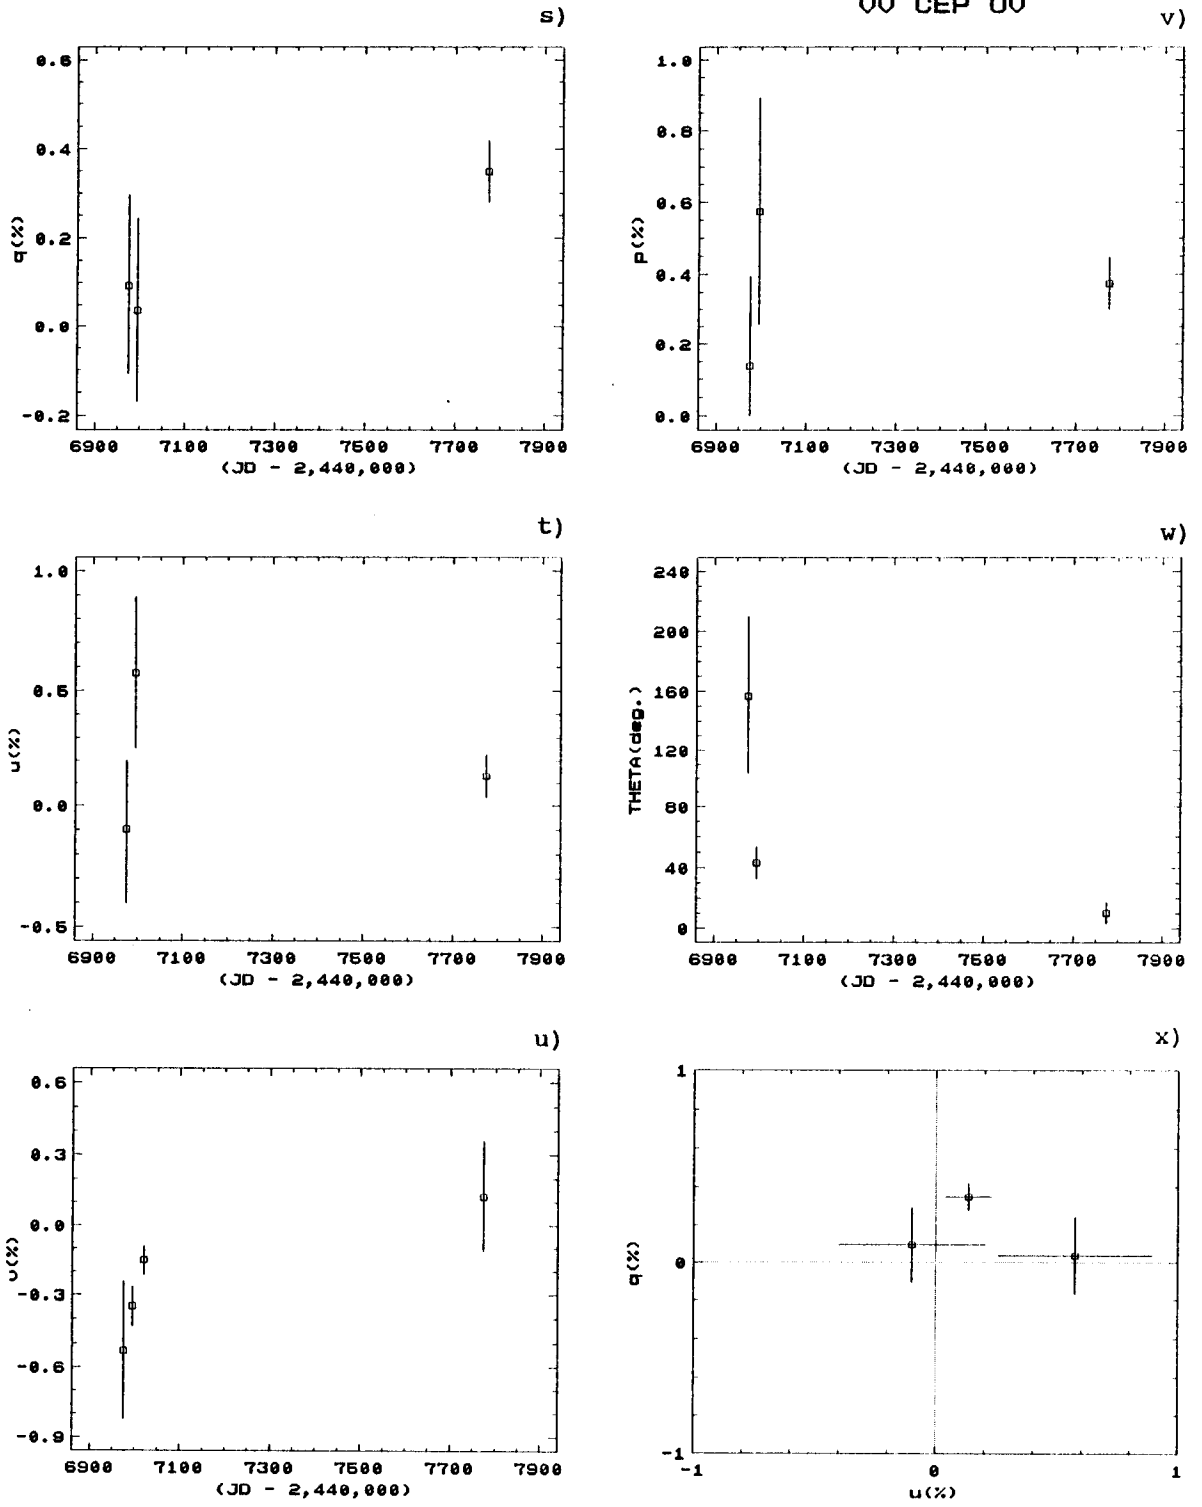 VV CEP UV
s)
0.6
0.4
0.2
0.0
-0.2
q(%)
6900 7100 7300 7500 7700 7900
(JD - 2,440,000)
v)
1.0
0.8
0.6
0.4
0.2
0.0
p(%)
6900 7100 7300 7500 7700 7900
(JD - 2,440,000)
t)
1.0
0.5
0.0
-0.5
u(%)
6900 7100 7300 7500 7700 7900
(JD - 2,440,000)
w)
240
200
160
120
80
40
0
THETA(deg.)
6900 7100 7300 7500 7700 7900
(JD - 2,440,000)
u)
0.6
0.3
0.0
-0.3
-0.6
-0.9
υ(%)
6900 7100 7300 7500 7700 7900
(JD - 2,440,000)
x)
1
0
-1
q(%)
-1 0 1
u(%)